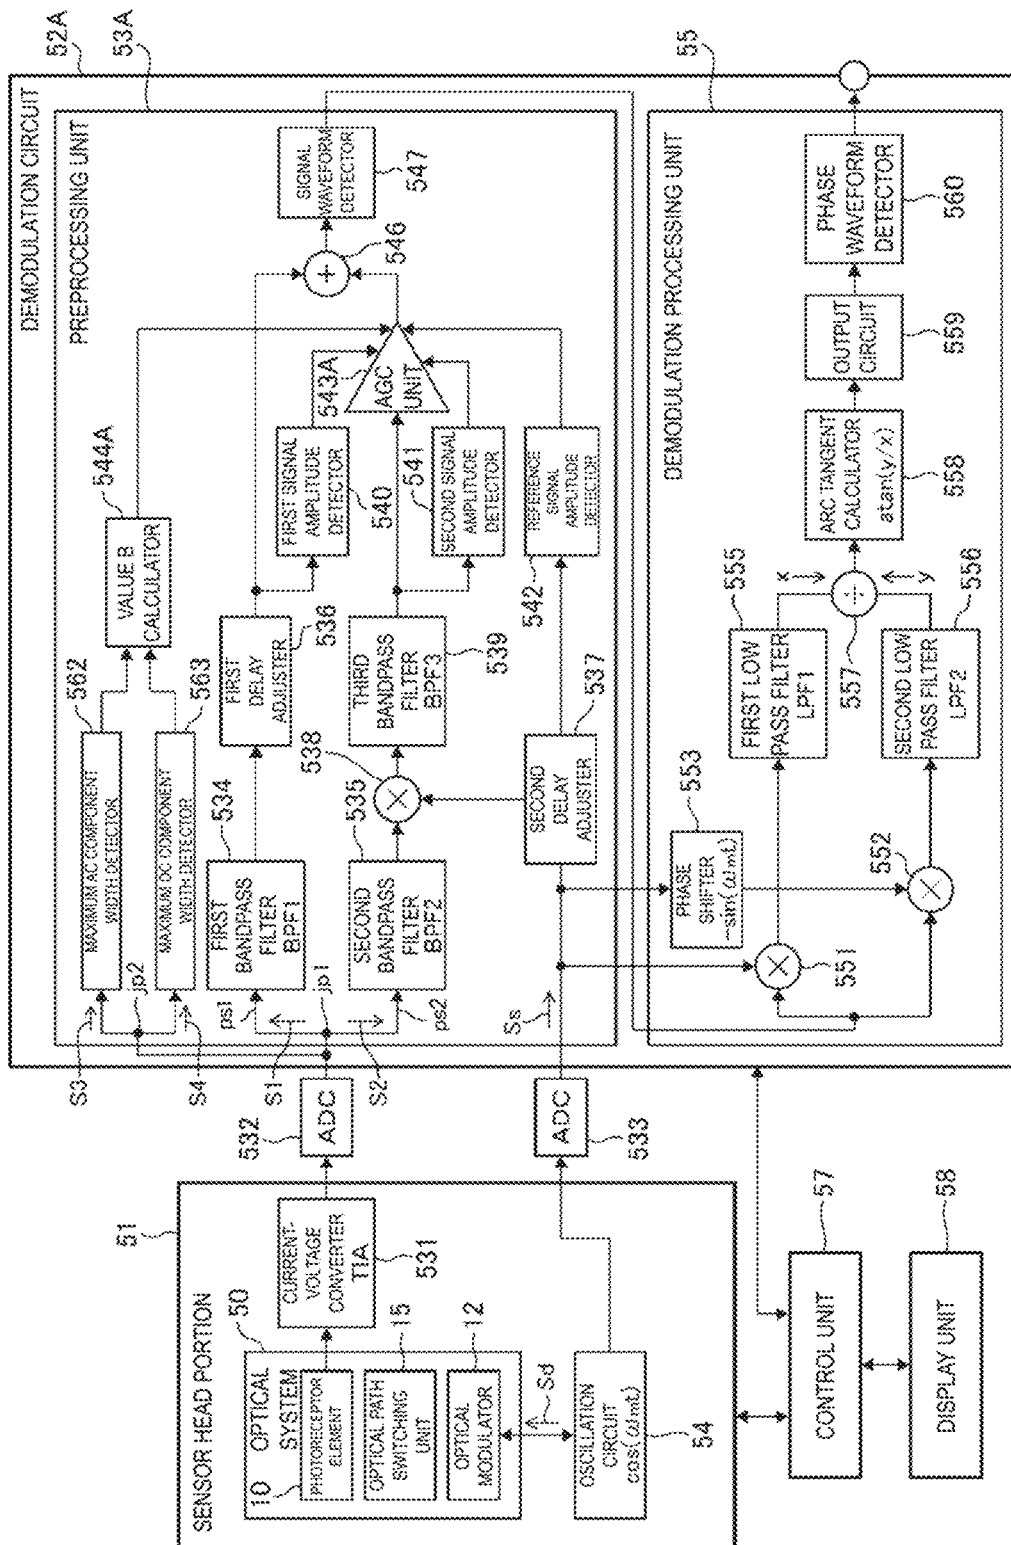 DEMODULATION CIRCUIT
52A
PREPROCESSING UNIT
53A
S3
S4
jp2
MAXIMUM AC COMPONENT
WIDTH DETECTOR
562
MAXIMUM DC COMPONENT
WIDTH DETECTOR
563
VALUE B
CALCULATOR
544A
ps1
S1
jp1
S2
ps2
FIRST
BANDPASS
FILTER
BPF1
534
FIRST
DELAY
ADJUSTER
536
FIRST SIGNAL
AMPLITUDE
DETECTOR
540
543A
AGC
UNIT
+
546
SIGNAL
WAVEFORM
DETECTOR
547
SECOND
BANDPASS
FILTER
BPF2
535
×
538
THIRD
BANDPASS
FILTER
BPF3
539
541
SECOND SIGNAL
AMPLITUDE
DETECTOR
Ss
SECOND
DELAY
ADJUSTER
537
542
REFERENCE
SIGNAL
AMPUTUDE
DETECTOR
SENSOR HEAD PORTION
51
10
OPTICAL
SYSTEM
50
PHOTORECEPTOR
ELEMENT
OPTICAL PATH
SWITCHING
UNIT
15
OPTICAL
MODULATOR
12
Sd
CURRENT-
VOLTAGE
CONVERTER
TIA
531
OSCILLATION
CIRCUIT
cos(ωmt)
54
532
ADC
ADC
533
DEMODULATION PROCESSING UNIT
55
PHASE
SHIFTER
-sin(ωmt)
553
×
551
×
552
FIRST LOW
PASS FILTER
LPF1
555
SECOND LOW
PASS FILTER
LPF2
556
x
÷
y
557
ARC TANGENT
CALCULATOR
atan(y/x)
558
OUTPUT
CIRCUIT
559
PHASE
WAVEFORM
DETECTOR
560
CONTROL UNIT
57
DISPLAY UNIT
58